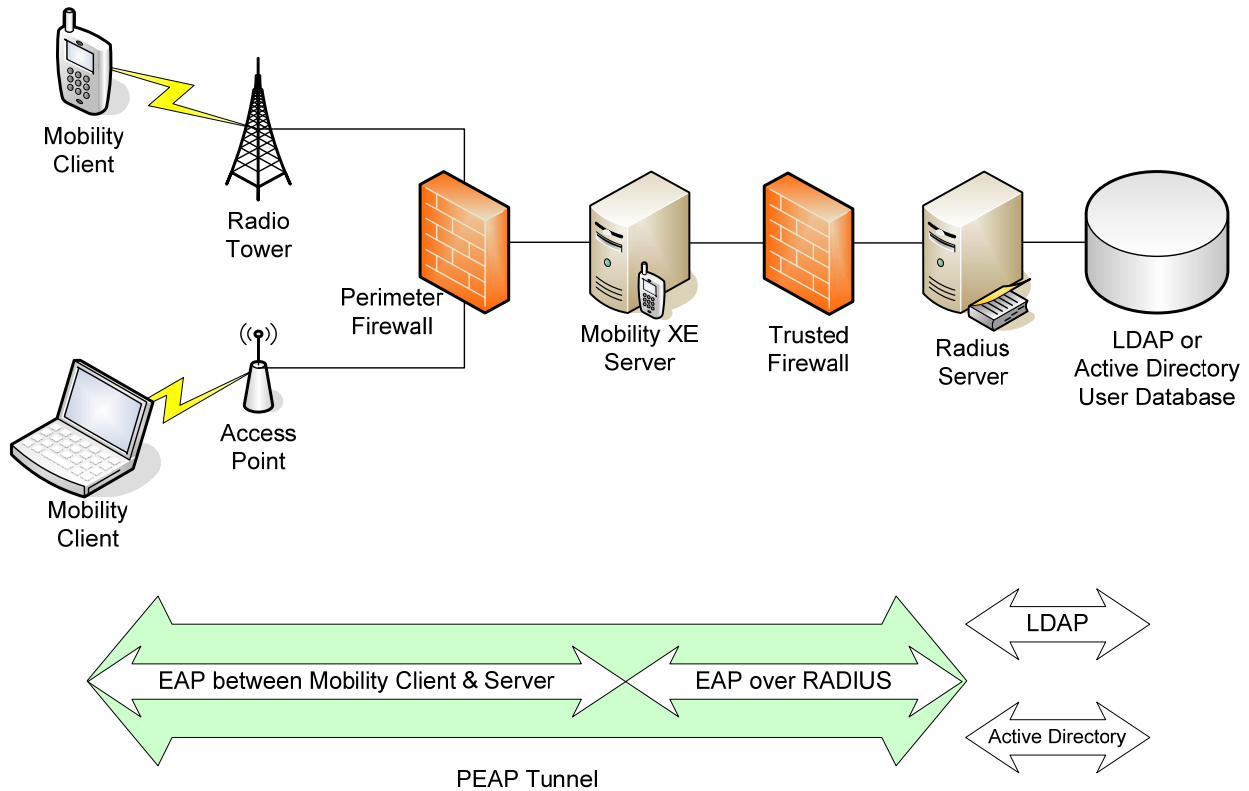 Mobility
Client
Radio
Tower
Perimeter
Firewall
Mobility XE
Server
Trusted
Firewall
Radius
Server
LDAP or
Active Directory
User Database
Access
Point
Mobility
Client
EAP between Mobility Client & Server
EAP over RADIUS
LDAP
Active Directory
PEAP Tunnel